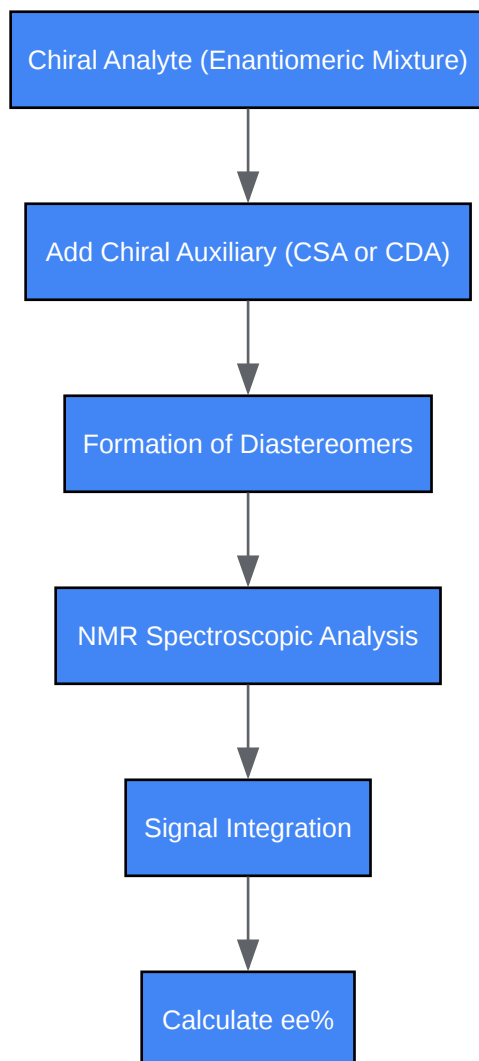 Chiral Analyte (Enantiomeric Mixture)
Add Chiral Auxiliary (CSA or CDA)
Formation of Diastereomers
NMR Spectroscopic Analysis
Signal Integration
Calculate ee%